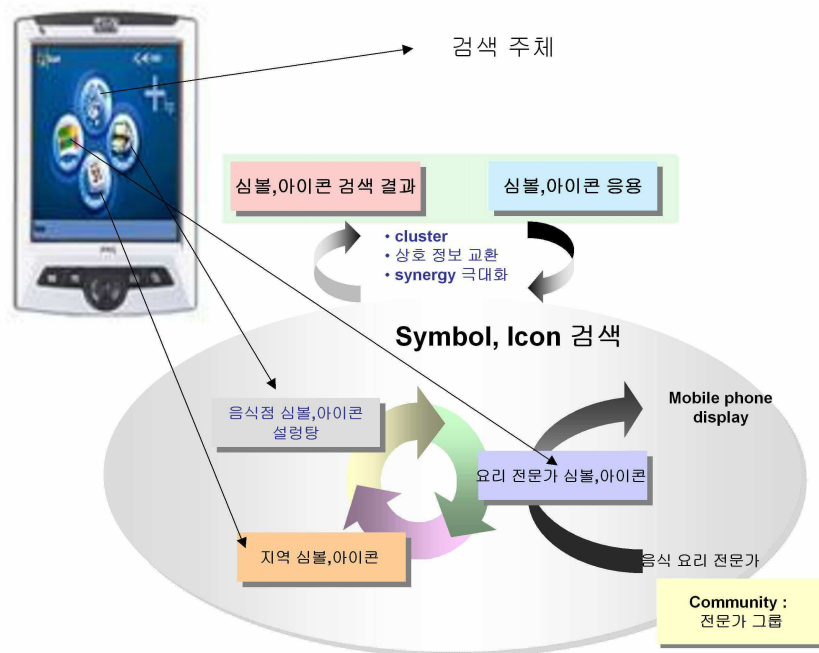 검색 주체
심볼,아이콘 검색 결과
심볼,아이콘 응용
• cluster
• 상호 정보 교환
• synergy 극대화
Symbol, Icon 검색
음식점 심볼,아이콘
설렁탕
Mobile phone
display
요리 전문가 심볼,아이콘
지역 심볼,아이콘
음식 요리 전문가
Community :
전문가 그룹